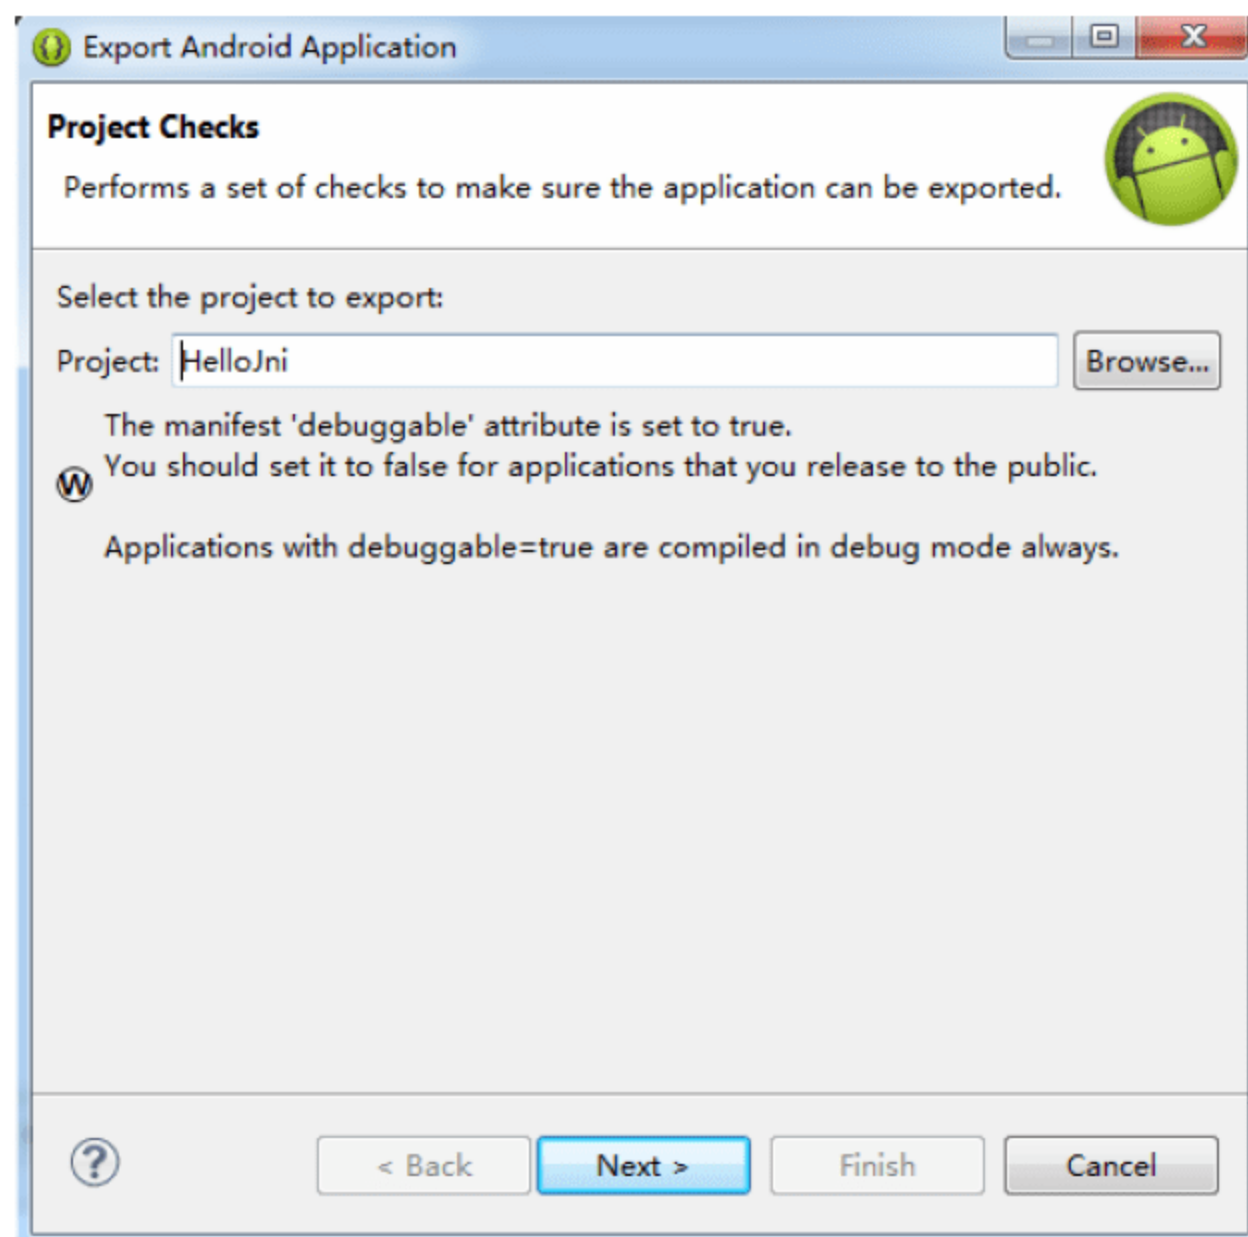 Export Android Application
Project Checks
Performs a set of checks to make sure the application can be exported.
Select the project to export:
Project: HelloJni Browse...
The manifest 'debuggable' attribute is set to true.
You should set it to false for applications that you release to the public.
W
Applications with debuggable=true are compiled in debug mode always.
? < Back Next > Finish Cancel